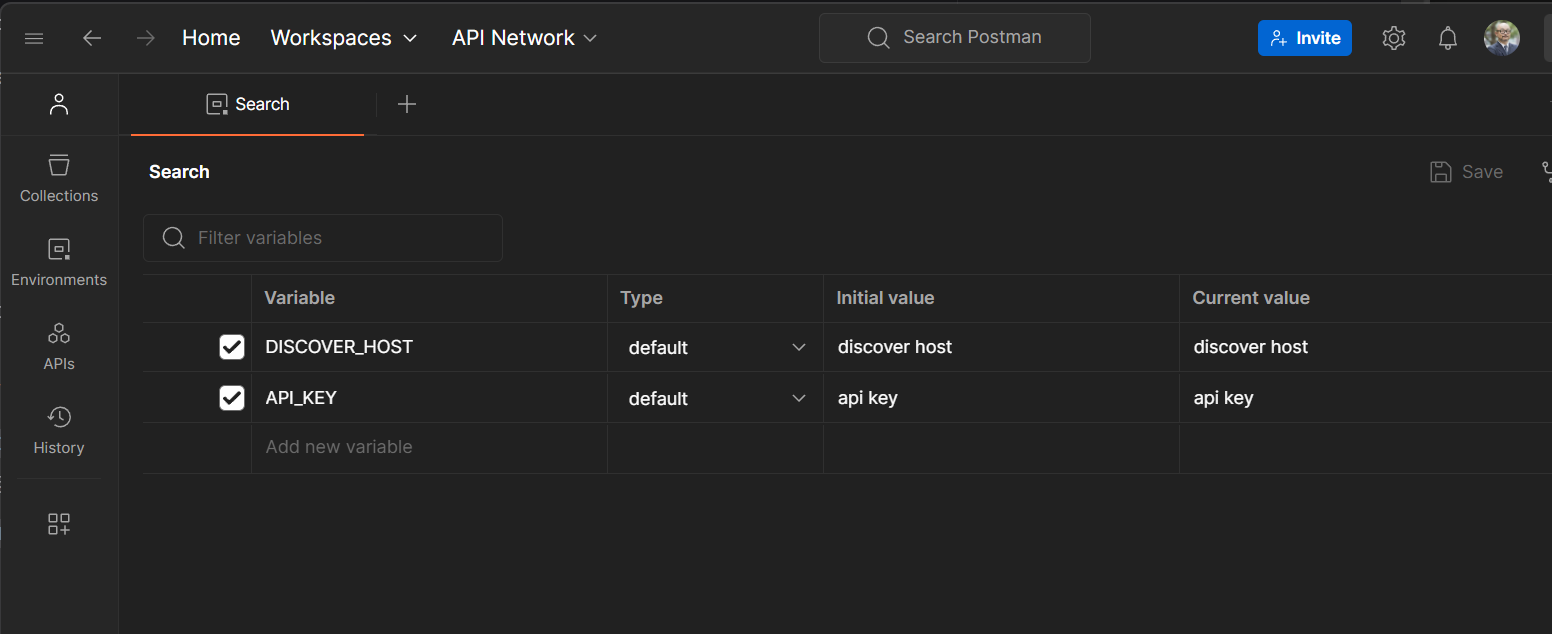 Home Workspaces API Network Search Postman Invite
Search
Collections
Environments
APIs
History
Search Save
Filter variables
Variable Type Initial value Current value
DISCOVER_HOST default discover host discover host
API_KEY default api key api key
Add new variable